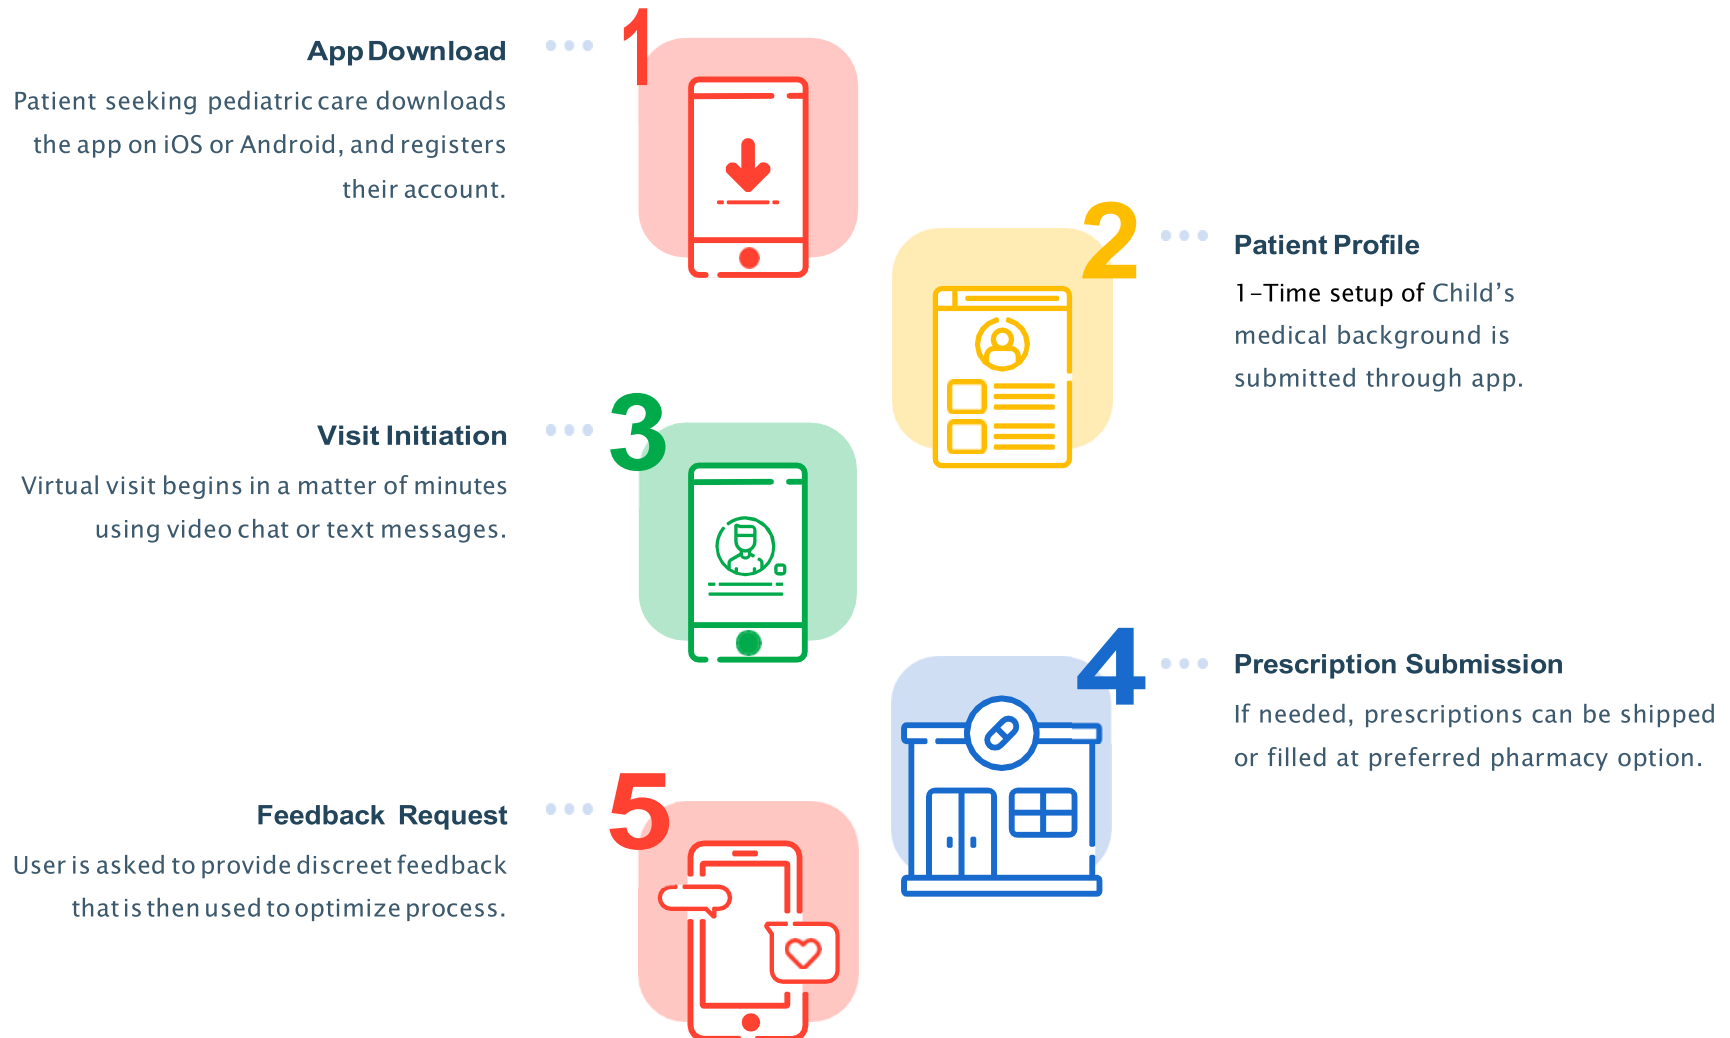 1
App Download
Patient seeking pediatric care downloads
the app on iOS or Android, and registers
their account.
2
Patient Profile
1-Time setup of Child’s
medical background is
submitted through app.
3
Visit Initiation
Virtual visit begins in a matter of minutes
using video chat or text messages.
4
Prescription Submission
If needed, prescriptions can be shipped
or filled at preferred pharmacy option.
5
Feedback Request
User is asked to provide discreet feedback
that is then used to optimize process.